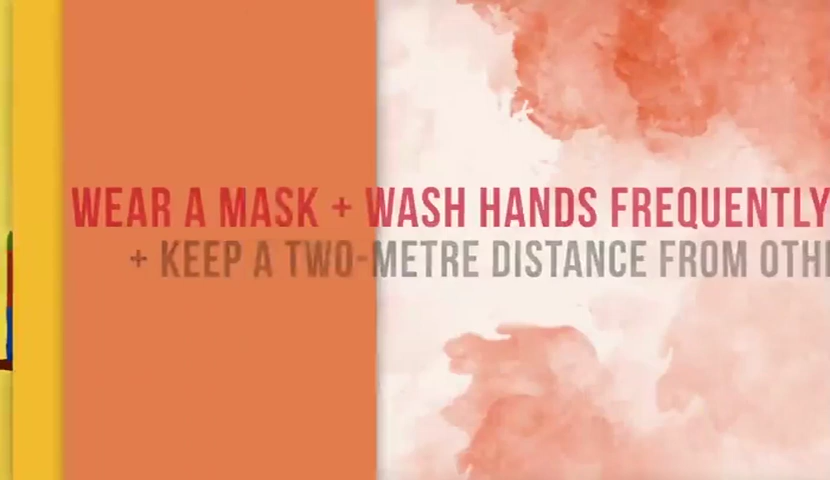 WEAR A MASK + WASH HANDS FREQUENTLY
+ KEEP A TWO-METRE DISTANCE FROM